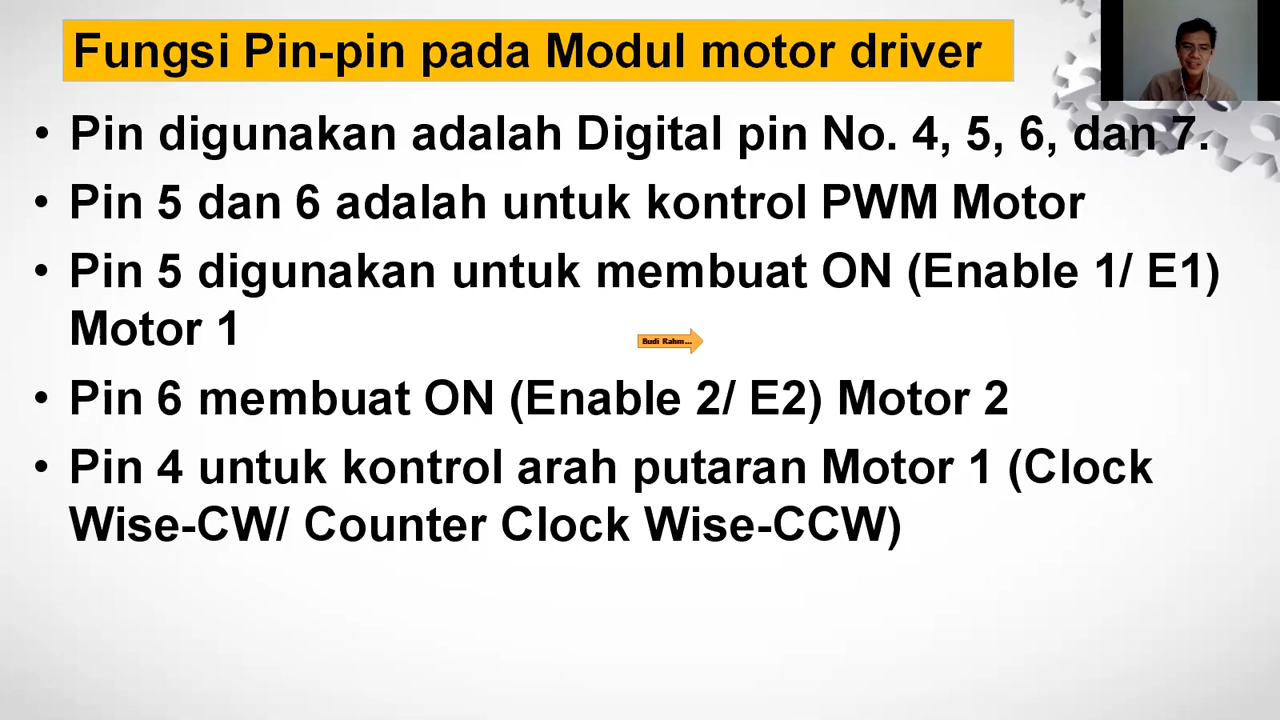 Fungsi Pin-pin pada Modul motor driver
• Pin digunakan adalah Digital pin No. 4, 5, 6, dan 7.
• Pin 5 dan 6 adalah untuk kontrol PWM Motor
• Pin 5 digunakan untuk membuat ON (Enable 1/ E1)
Motor 1
Budi Rahm...
• Pin 6 membuat ON (Enable 2/ E2) Motor 2
• Pin 4 untuk kontrol arah putaran Motor 1 (Clock
Wise-CW/ Counter Clock Wise-CCW)